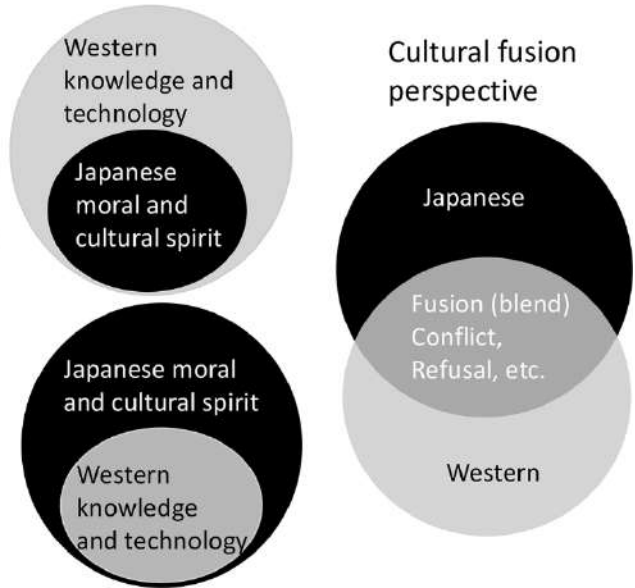 Western
knowledge and
technology
Japanese
moral and
cultural spirit
Japanese moral
and cultural spirit
Western
knowledge
and technology
Cultural fusion
perspective
Japanese
Fusion (blend)
Conflict,
Refusal, etc.
Western